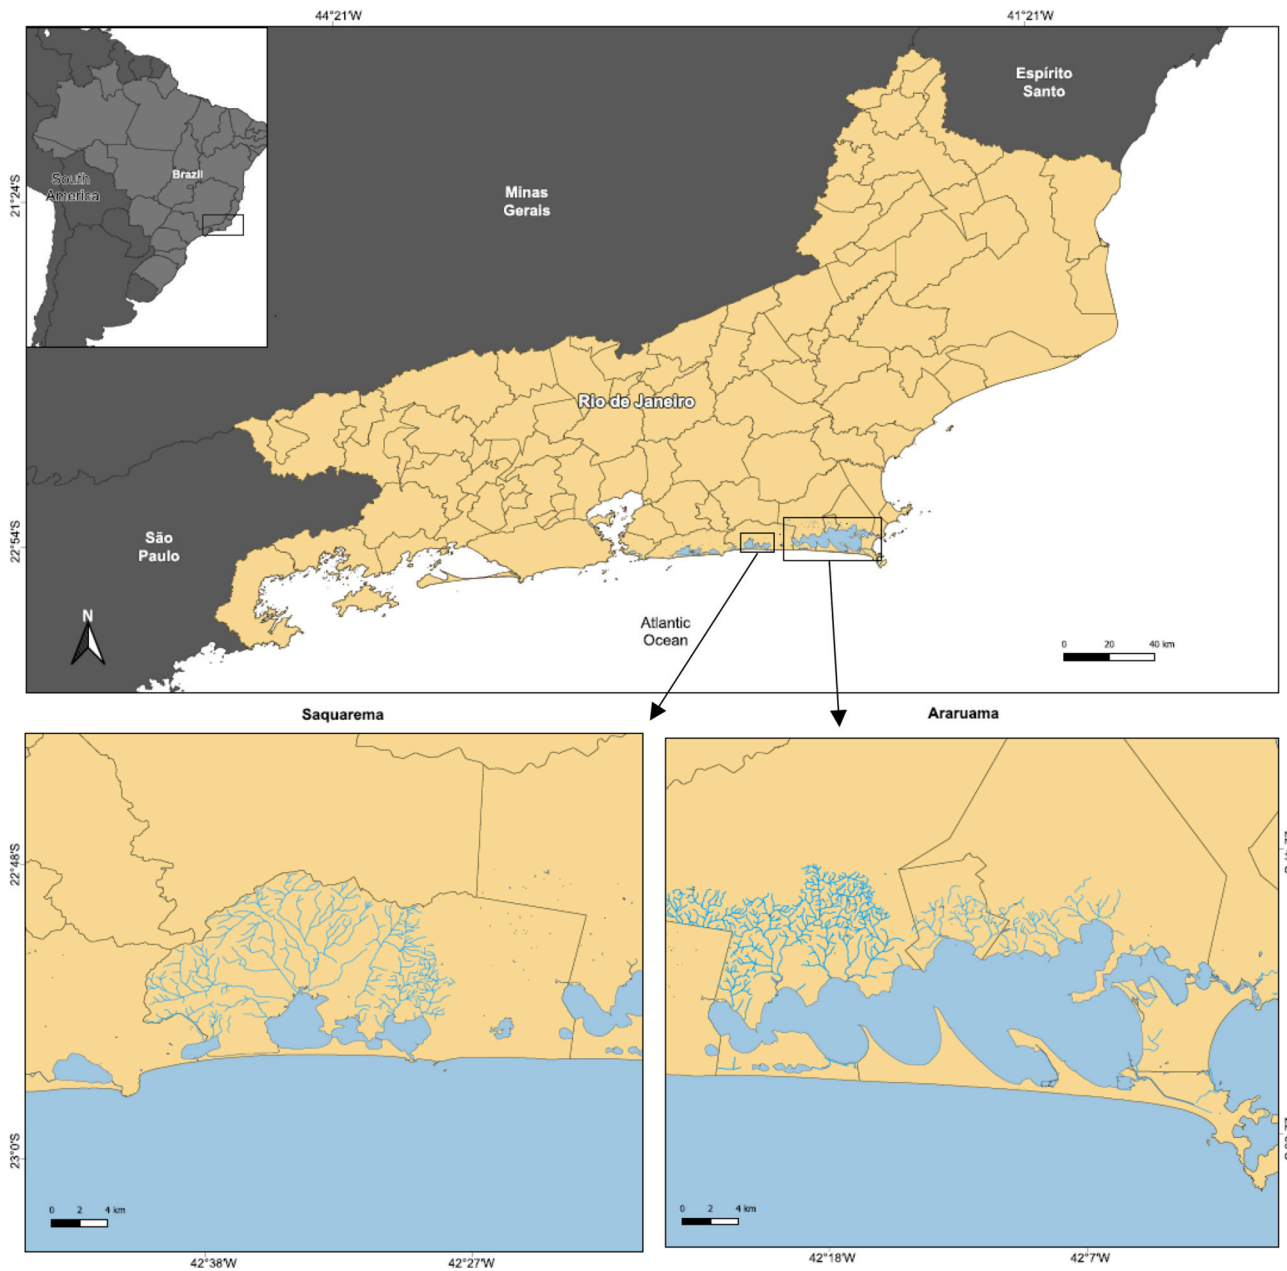 44°21'W
41°21'W
Espírito
Santo
Brazil
South
America
21°24'S
Minas
Gerais
Rio de Janeiro
São
Paulo
22°54'S
N
Atlantic
Ocean
0 20 40 km
Saquarema
Araruama
22°48'S
23°0'S
0 2 4 km
0 2 4 km
42°38'W
42°27'W
42°18'W
42°7'W